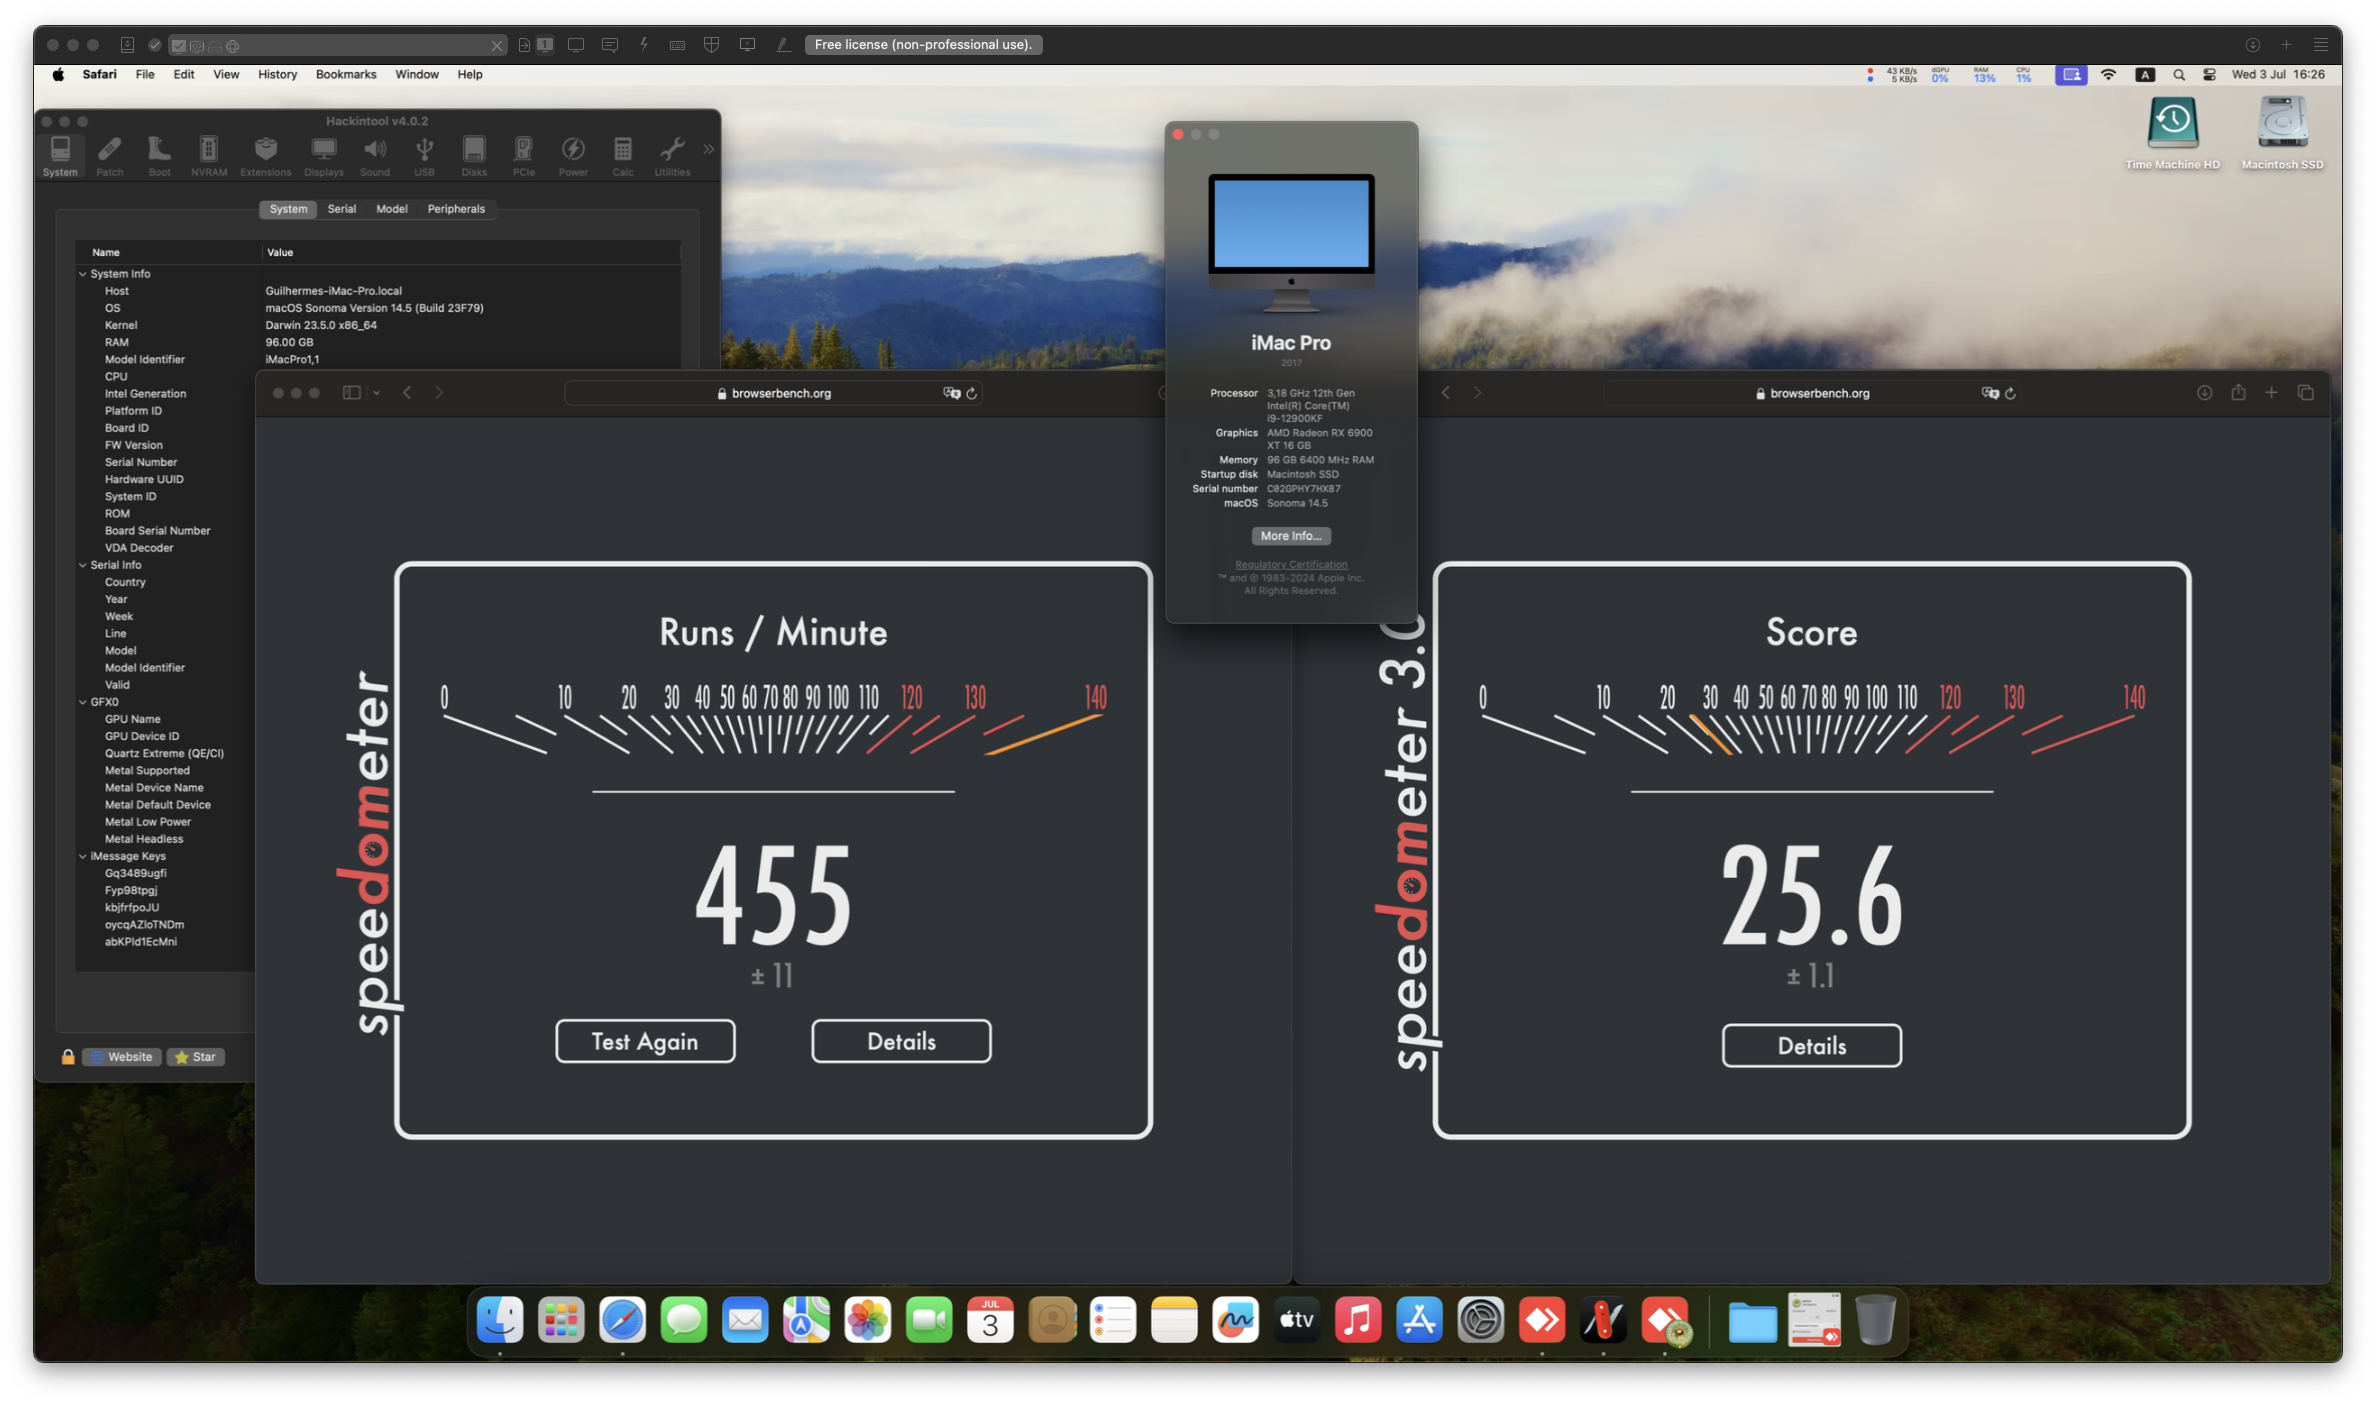 Free license (non-professional use).
Safari File Edit View History Bookmarks Window Help
43 KB/s
5 KB/s
dGPU
0%
RAM
13%
CPU
1%
A
Wed 3 Jul 16:26
Time Machine HD
Macintosh SSD
Hackintool v4.0.2
System Patch Boot NVRAM Extensions Displays Sound USB Disks PCIe Power Calc Utilities
System Serial Model Peripherals
Name Value
System Info
Host Guilhermes-iMac-Pro.local
OS macOS Sonoma Version 14.5 (Build 23F79)
Kernel Darwin 23.5.0 x86_64
RAM 96.00 GB
Model Identifier iMacPro1,1
CPU
Intel Generation
Platform ID
Board ID
FW Version
Serial Number
Hardware UUID
System ID
ROM
Board Serial Number
VDA Decoder
Serial Info
Country
Year
Week
Line
Model
Model Identifier
Valid
GFX0
GPU Name
GPU Device ID
Quartz Extreme (QE/CI)
Metal Supported
Metal Device Name
Metal Default Device
Metal Low Power
Metal Headless
iMessage Keys
Gq3489ugfi
Fyp98tpgj
kbjfrfpoJU
oycqAZloTNDm
abKPld1EcMni
Website Star
iMac Pro
2017
Processor 3,18 GHz 12th Gen
Intel(R) Core(TM)
i9-12900KF
Graphics AMD Radeon RX 6900
XT 16 GB
Memory 96 GB 6400 MHz RAM
Startup disk Macintosh SSD
Serial number C02GPHY7HX87
macOS Sonoma 14.5
More Info...
Regulatory Certification
™ and © 1983-2024 Apple Inc.
All Rights Reserved.
browserbench.org
speedometer
Runs / Minute
0 10 20 30 40 50 60 70 80 90 100 110 120 130 140
455
± 11
Test Again Details
browserbench.org
speedometer 3.0
Score
0 10 20 30 40 50 60 70 80 90 100 110 120 130 140
25.6
± 1.1
Details
JUL
3
tv